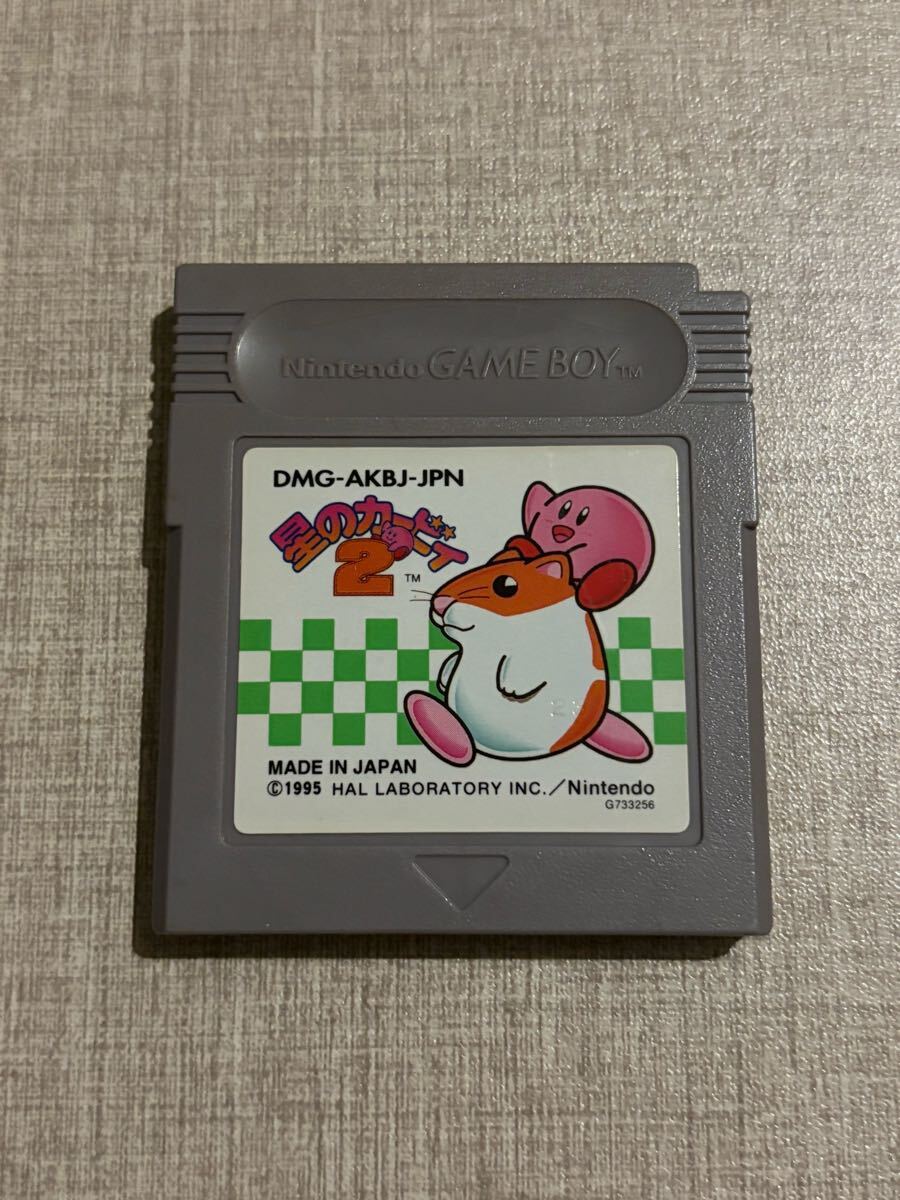 Nintendo GAME BOY TM
DMG-AKBJ-JPN
星のカービィ
2 TM
MADE IN JAPAN
©1995 HAL LABORATORY INC./Nintendo
G733256